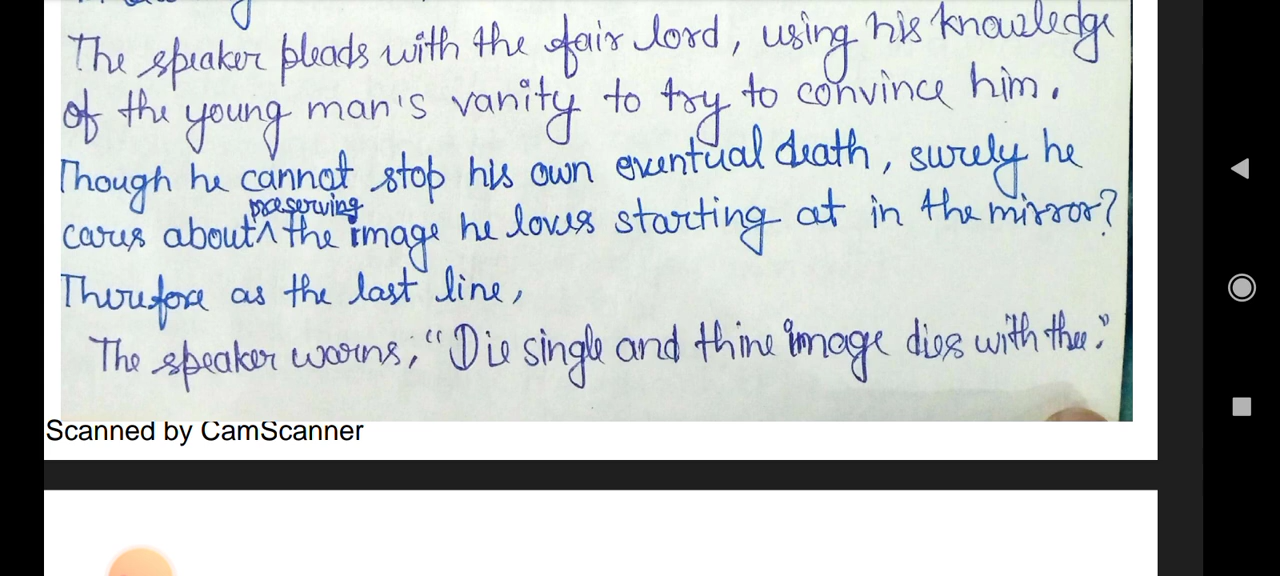 The speaker pleads with the fair lord, using his knowledge
of the young man's vanity to try to convince him.
Though he cannot stop his own eventual death, surely he
preserving
cares about^ the image he loves starting at in the mirror?
Therefore as the last line,
The speaker warns; "Die single and thine image dies with thee."
Scanned by CamScanner